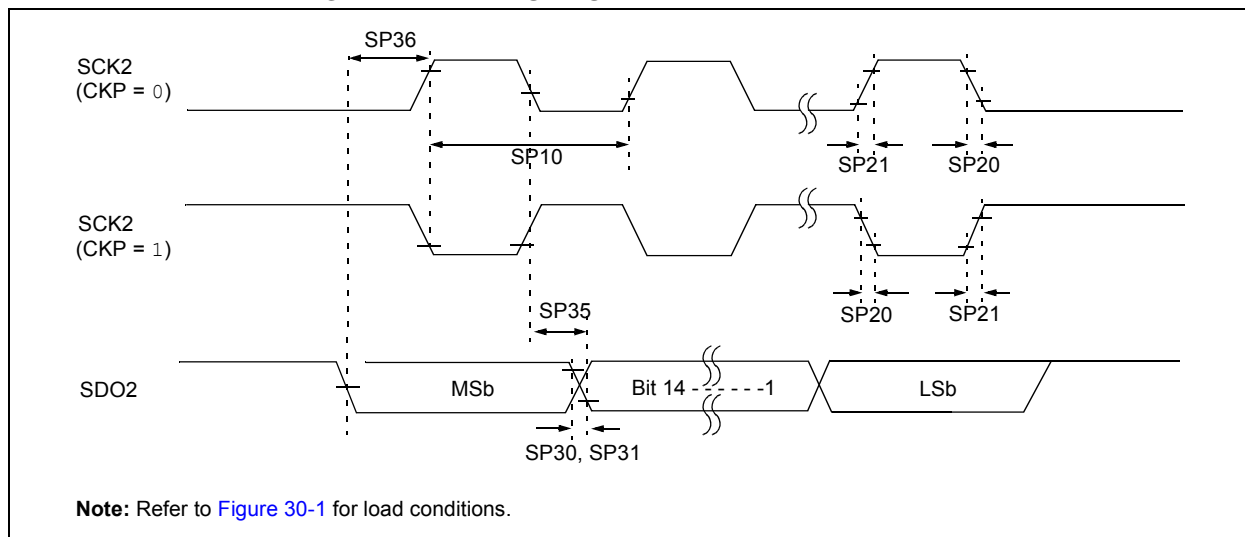 SP36
SCK2
(CKP = 0)
SP10
SP21
SP20
SCK2
(CKP = 1)
SP35
SP20
SP21
SDO2
MSb
Bit 14 - - - - - -1
LSb
SP30, SP31
Note: Refer to Figure 30-1 for load conditions.